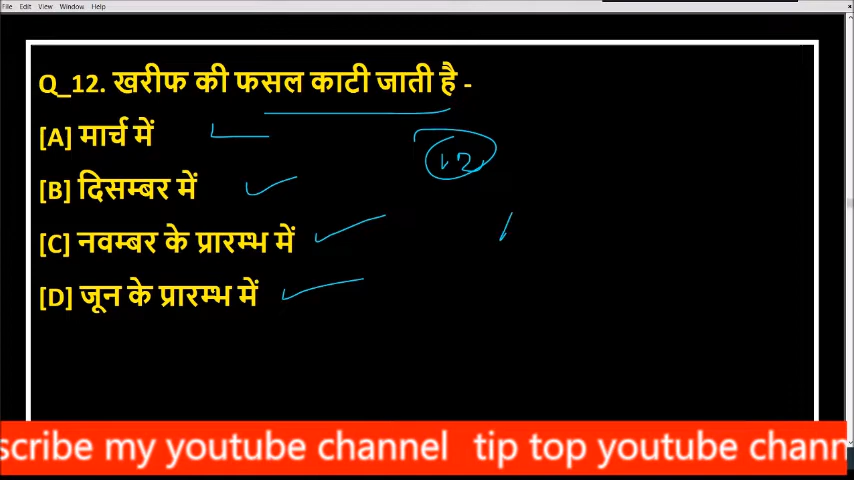 File Edit View Window Help
Q_12. खरीफ की फसल काटी जाती है -
[A] मार्च में
12
[B] दिसम्बर में
[C] नवम्बर के प्रारम्भ में
[D] जून के प्रारम्भ में
scribe my youtube channel tip top youtube chann